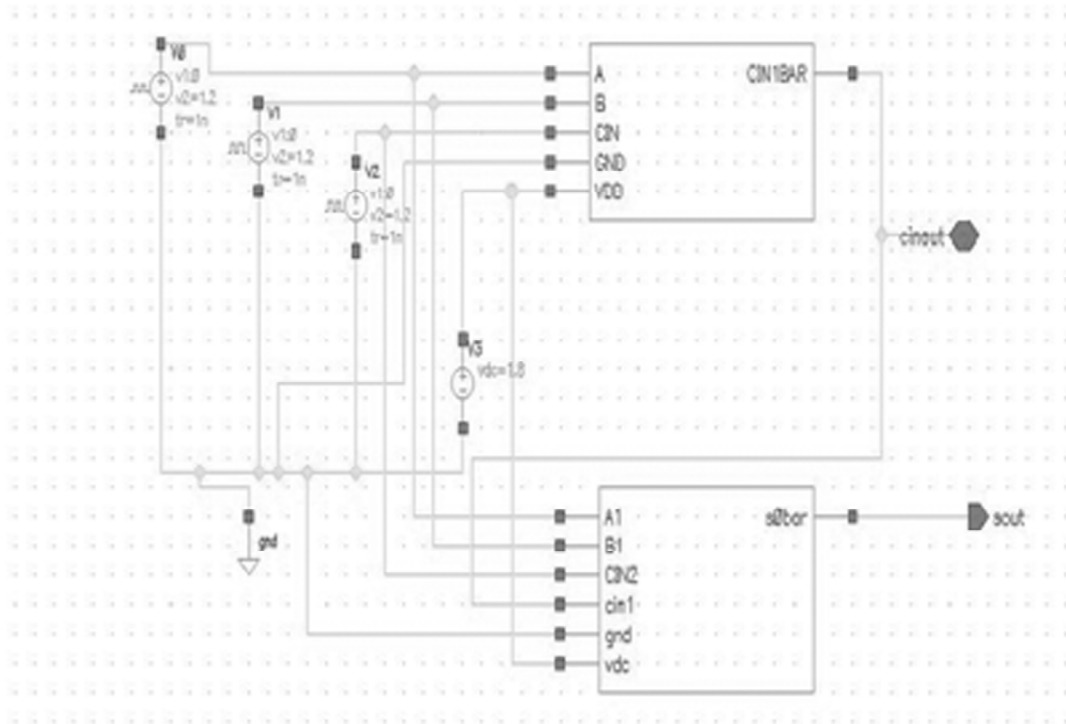 V0
v1:0
v2=1.2
tr=1n
V1
v1:0
v2=1.2
tr=1n
V2
v1:0
v2=1.2
tr=1n
V3
vdc=1.8
gnd
A
B
CIN
GND
VDD
CIN1BAR
cinout
A1
B1
CIN2
cin1
gnd
vdc
s0bar
sout